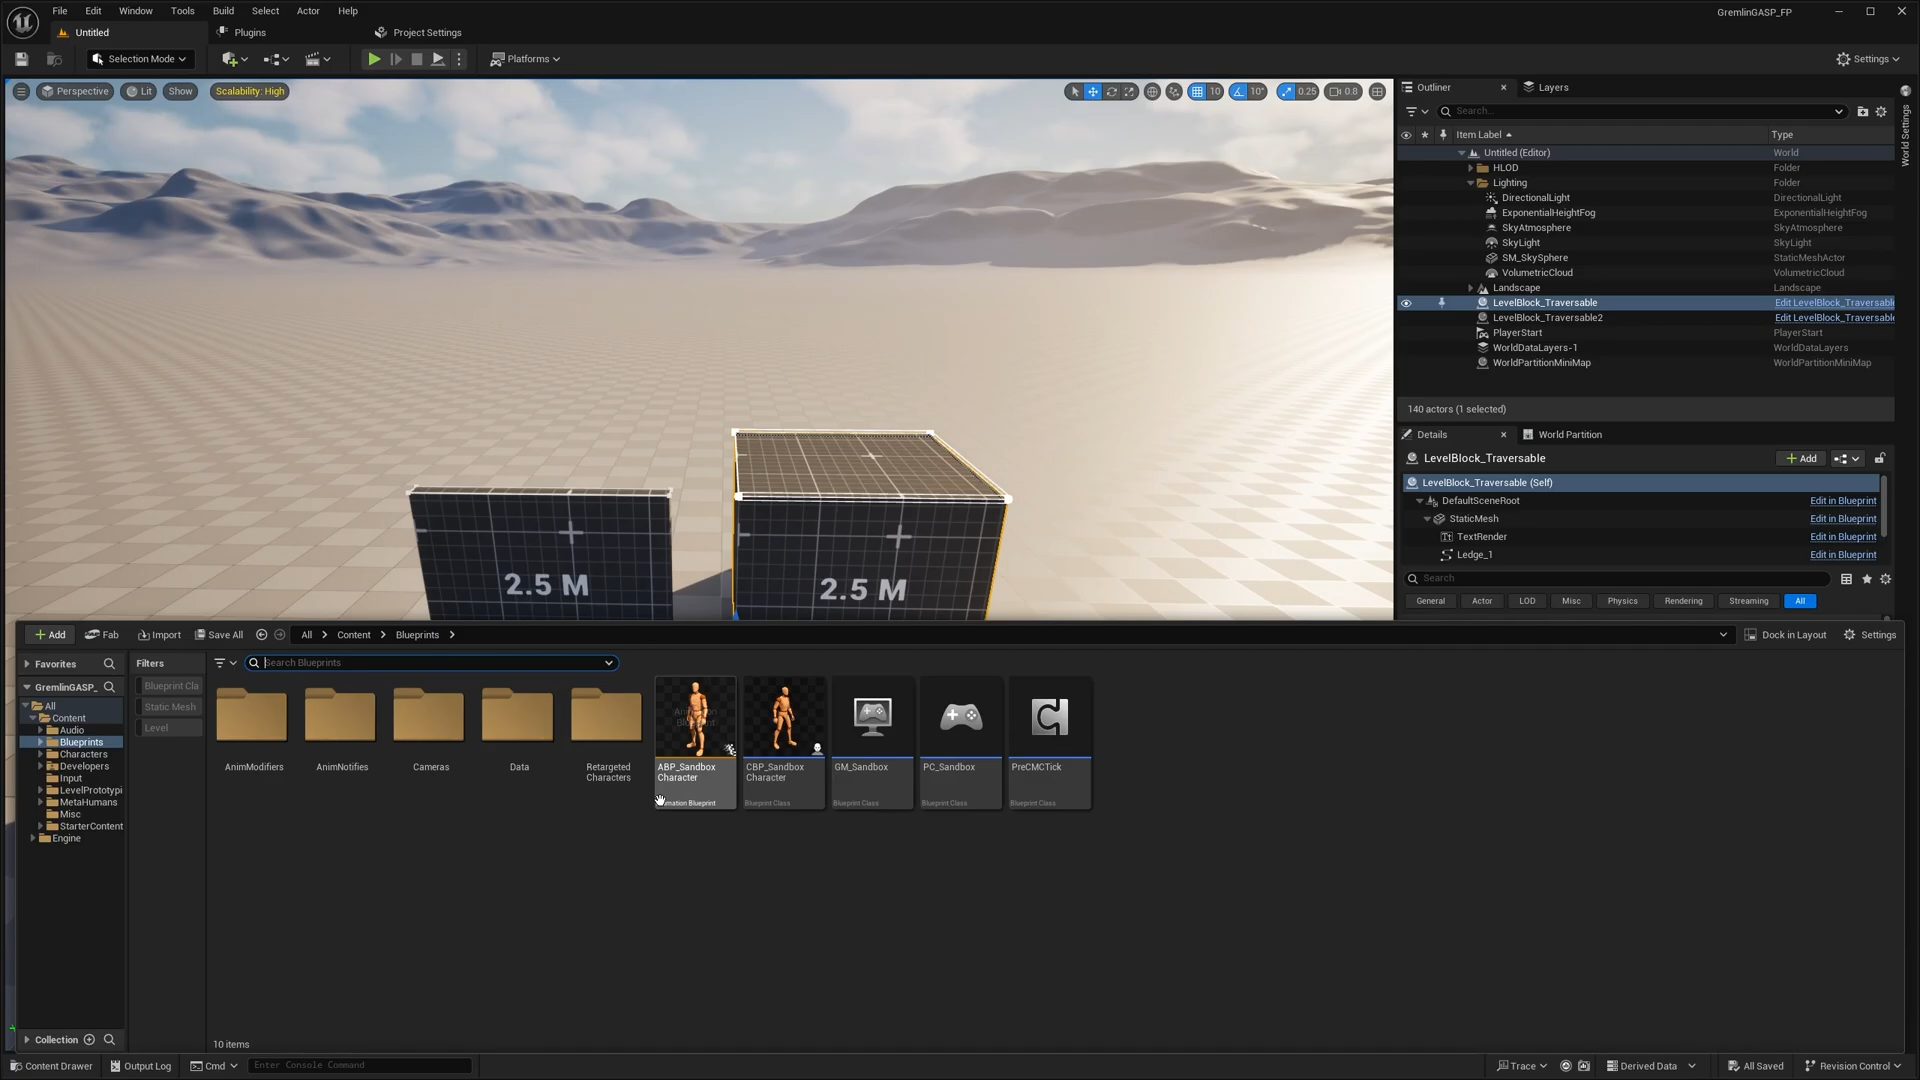 File Edit Window Tools Build Select Actor Help
GremlinGASP_FP
Untitled
Plugins
Project Settings
Selection Mode
Platforms
Settings
Perspective
Lit
Show
Scalability: High
10
10°
0.25
0.8
2.5 M
2.5 M
Outliner
Layers
World Settings
Search...
Item Label
Type
Untitled (Editor) World
HLOD Folder
Lighting Folder
DirectionalLight DirectionalLight
ExponentialHeightFog ExponentialHeightFog
SkyAtmosphere SkyAtmosphere
SkyLight SkyLight
SM_SkySphere StaticMeshActor
VolumetricCloud VolumetricCloud
Landscape Landscape
LevelBlock_Traversable Edit LevelBlock_Traversable
LevelBlock_Traversable2 Edit LevelBlock_Traversable
PlayerStart PlayerStart
WorldDataLayers-1 WorldDataLayers
WorldPartitionMiniMap WorldPartitionMiniMap
140 actors (1 selected)
Details
World Partition
LevelBlock_Traversable
Add
LevelBlock_Traversable (Self)
DefaultSceneRoot Edit in Blueprint
StaticMesh Edit in Blueprint
TextRender Edit in Blueprint
Ledge_1 Edit in Blueprint
Search
General Actor LOD Misc Physics Rendering Streaming All
Add Fab Import Save All All Content Blueprints
Dock in Layout
Settings
Favorites
GremlinGASP_
All
Content
Audio
Blueprints
Characters
Developers
Input
LevelPrototypi
MetaHumans
Misc
StarterContent
Engine
Collection
Filters
Blueprint Cla
Static Mesh
Level
Search Blueprints
AnimModifiers
AnimNotifies
Cameras
Data
Retargeted
Characters
ABP_Sandbox
Character
mation Blueprint
CBP_Sandbox
Character
Blueprint Class
GM_Sandbox
Blueprint Class
PC_Sandbox
Blueprint Class
PreCMCTick
Blueprint Class
10 items
Content Drawer
Output Log
Cmd
Enter Console Command
Trace
Derived Data
All Saved
Revision Control